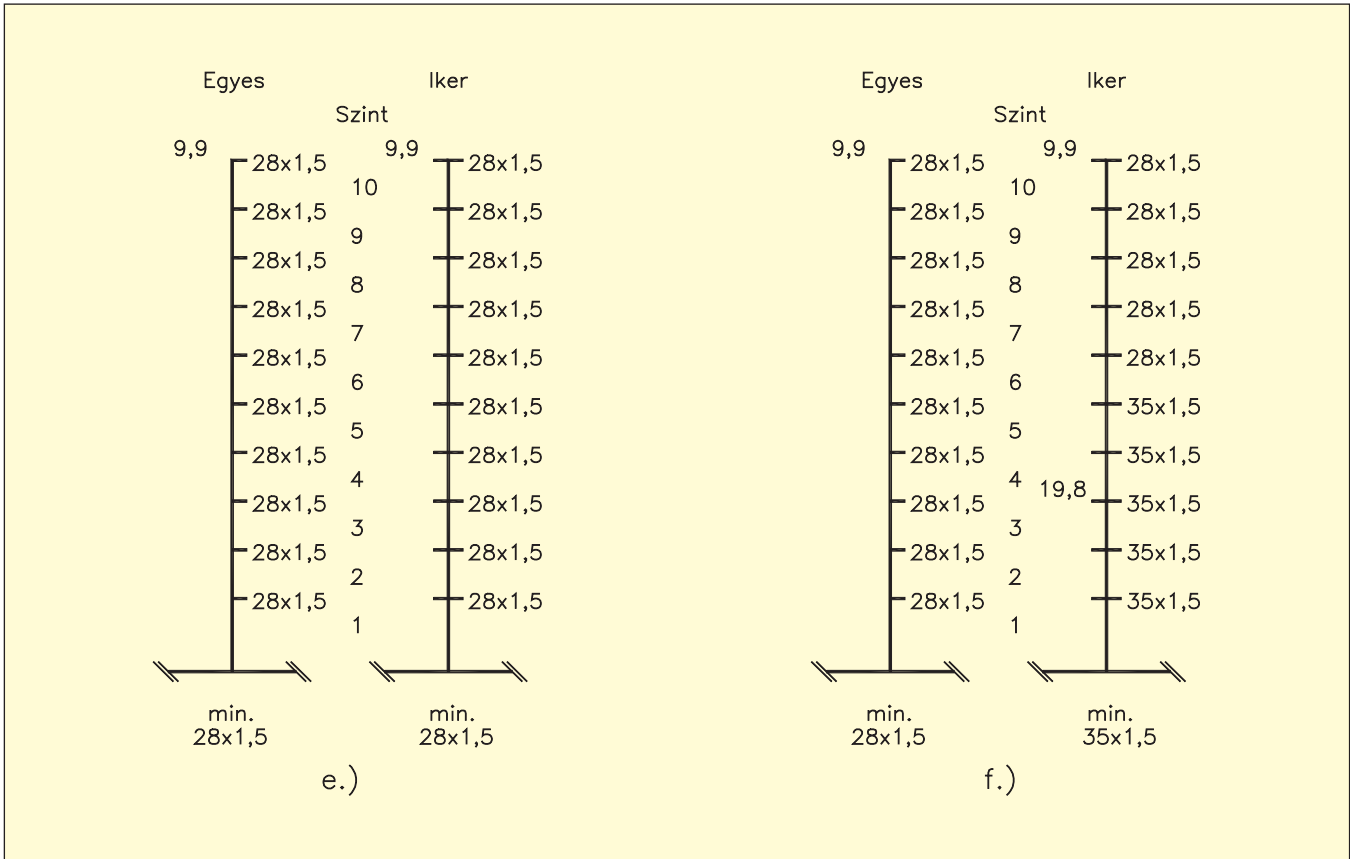 Egyes Iker Egyes Iker
Szint Szint
9,9 28x1,5 9,9 28x1,5 9,9 28x1,5 9,9 28x1,5
10 10
28x1,5 28x1,5 28x1,5 28x1,5
9 9
28x1,5 28x1,5 28x1,5 28x1,5
8 8
28x1,5 28x1,5 28x1,5 28x1,5
7 7
28x1,5 28x1,5 28x1,5 28x1,5
6 6
28x1,5 28x1,5 28x1,5 35x1,5
5 5
28x1,5 28x1,5 28x1,5 35x1,5
4 4
28x1,5 28x1,5 28x1,5 19,8 35x1,5
3 3
28x1,5 28x1,5 28x1,5 35x1,5
2 2
28x1,5 28x1,5 28x1,5 35x1,5
1 1
min. min. min. min.
28x1,5 28x1,5 28x1,5 35x1,5
e.) f.)